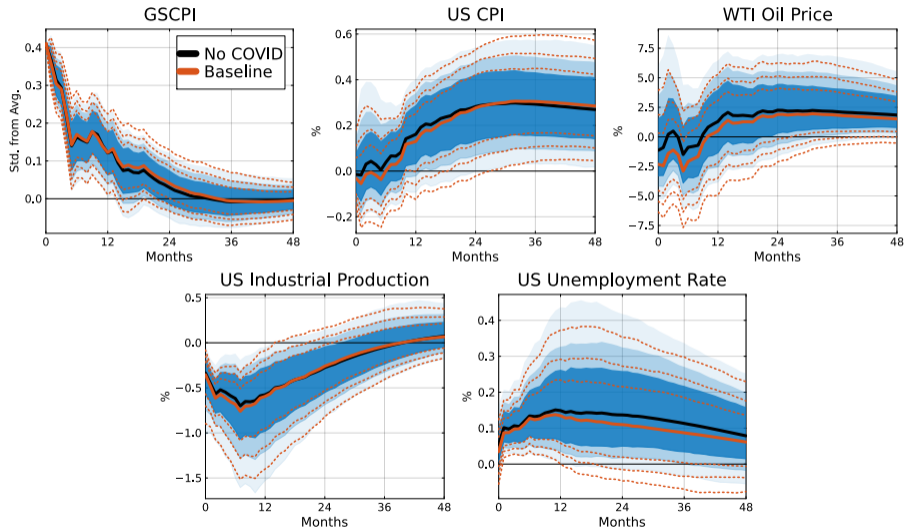 GSCPI
US CPI
WTI Oil Price
No COVID
Baseline
Std, from Avg.
0.4
0.3
0.2
0.1
0.0
0 12 24 36 48
Months
%
0.6
0.4
0.2
0.0
−0.2
0 12 24 36 48
Months
%
7.5
5.0
2.5
0
−2.5
−5.0
−7.5
0 12 24 36 48
Months
US Industrial Production
US Unemployment Rate
%
0.5
0.0
−0.5
−1.0
−1.5
0 12 24 36 48
Months
%
0.4
0.3
0.2
0.1
0.0
0 12 24 36 48
Months